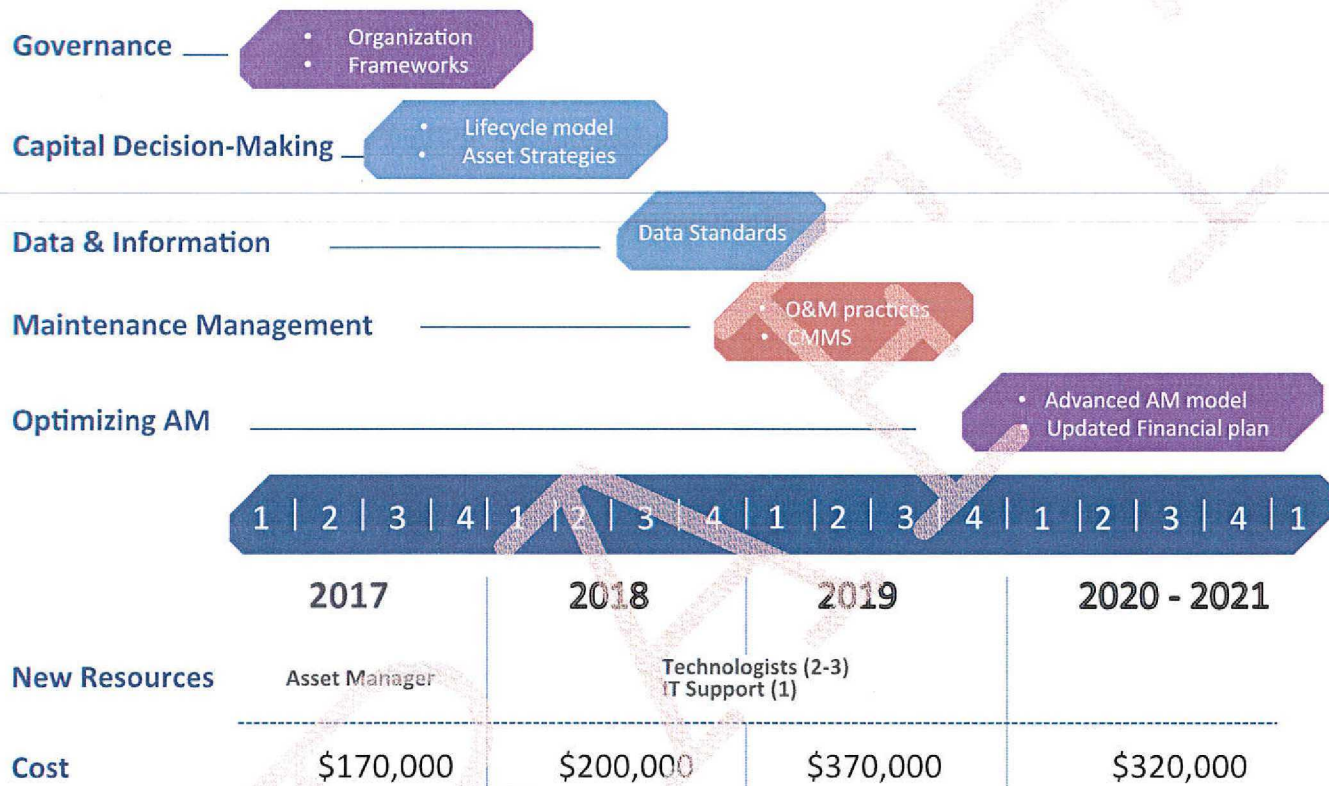 Governance
• Organization
• Frameworks
Capital Decision-Making
• Lifecycle model
• Asset Strategies
Data & Information
Data Standards
Maintenance Management
• O&M practices
• CMMS
Optimizing AM
• Advanced AM model
• Updated Financial plan
1 | 2 | 3 | 4 | 1 | 2 | 3 | 4 | 1 | 2 | 3 | 4 | 1 | 2 | 3 | 4 | 1
2017 2018 2019 2020 - 2021
New Resources Asset Manager Technologists (2-3)
IT Support (1)
Cost $170,000 $200,000 $370,000 $320,000
DRAFT